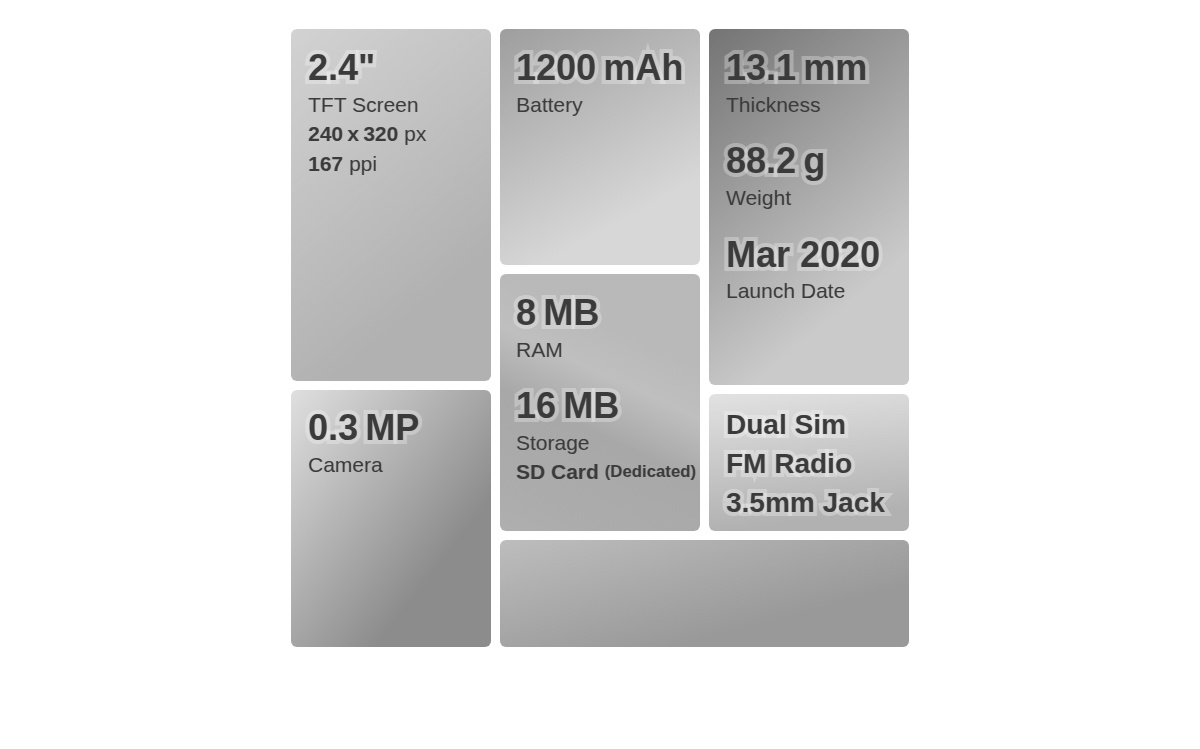 2.4"
TFT Screen
240 x 320 px
167 ppi
0.3 MP
Camera
1200 mAh
Battery
8 MB
RAM
16 MB
Storage
SD Card (Dedicated)
13.1 mm
Thickness
88.2 g
Weight
Mar 2020
Launch Date
Dual Sim
FM Radio
3.5mm Jack